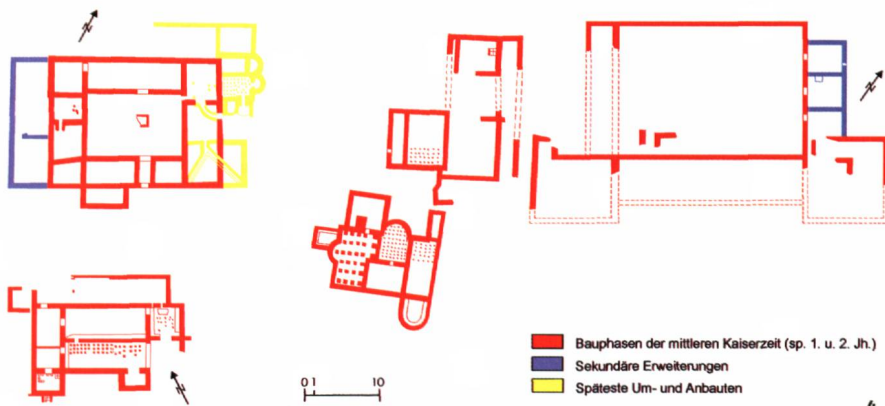 N
N
N
Bauphasen der mittleren Kaiserzeit (sp. 1. u. 2. Jh.)
Sekundäre Erweiterungen
0 1 10
Späteste Um- und Anbauten